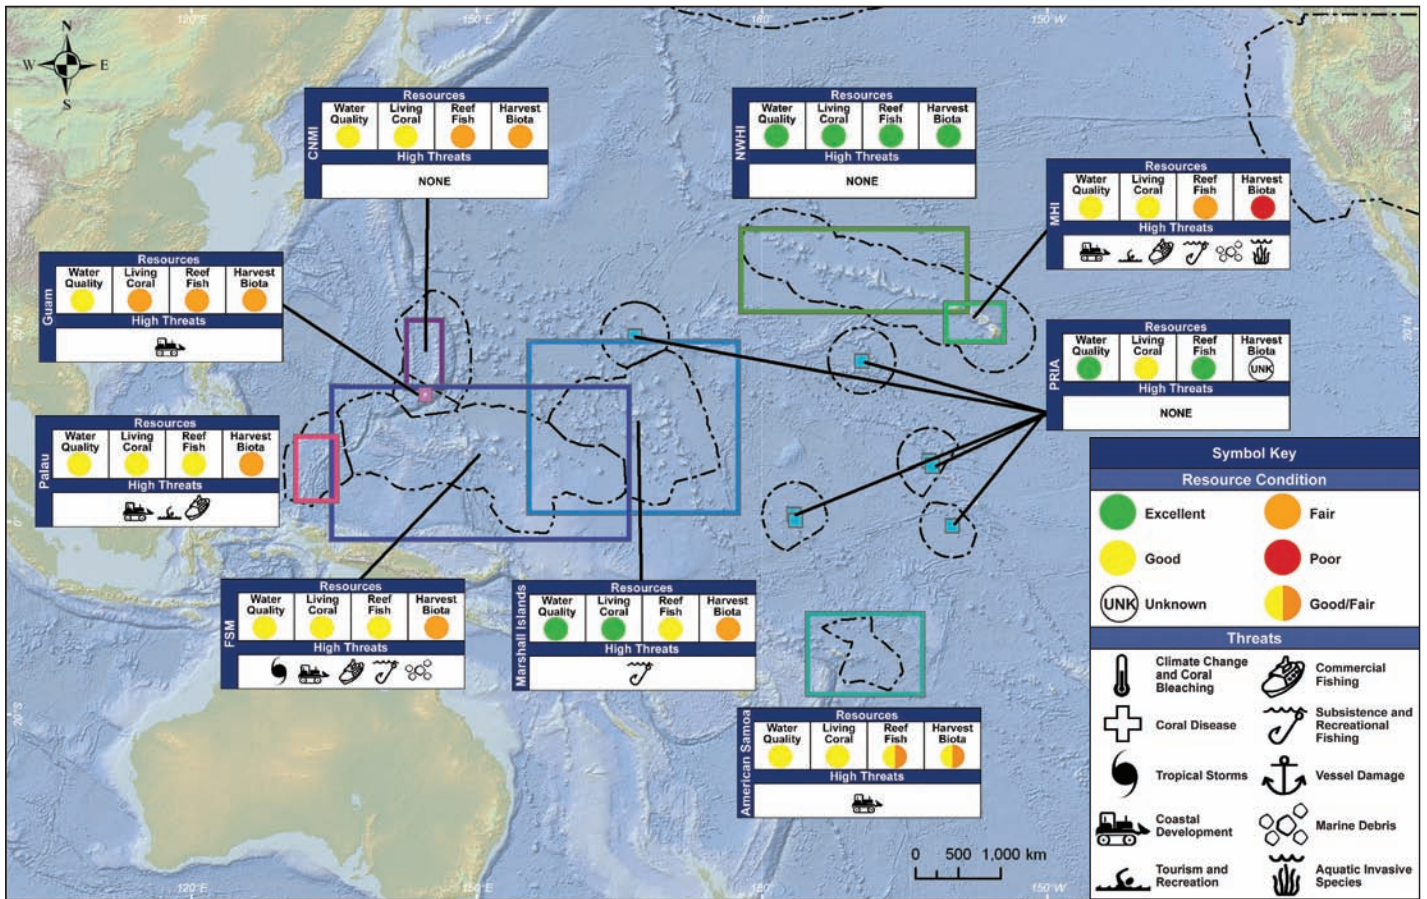 120°E
150°E
180°
150°W
120°W
N
W E
S
CNMI
Resources
Water Quality
Living Coral
Reef Fish
Harvest Biota
High Threats
NONE
NWHI
Resources
Water Quality
Living Coral
Reef Fish
Harvest Biota
High Threats
NONE
MHI
Resources
Water Quality
Living Coral
Reef Fish
Harvest Biota
High Threats
Guam
Resources
Water Quality
Living Coral
Reef Fish
Harvest Biota
High Threats
PRIA
Resources
Water Quality
Living Coral
Reef Fish
Harvest Biota
UNK
High Threats
NONE
Palau
Resources
Water Quality
Living Coral
Reef Fish
Harvest Biota
High Threats
FSM
Resources
Water Quality
Living Coral
Reef Fish
Harvest Biota
High Threats
Marshall Islands
Resources
Water Quality
Living Coral
Reef Fish
Harvest Biota
High Threats
American Samoa
Resources
Water Quality
Living Coral
Reef Fish
Harvest Biota
High Threats
Symbol Key
Resource Condition
Excellent
Fair
Good
Poor
UNK Unknown
Good/Fair
Threats
Climate Change
and Coral
Bleaching
Commercial
Fishing
Coral Disease
Subsistence and
Recreational
Fishing
Tropical Storms
Vessel Damage
Coastal
Development
Marine Debris
Tourism and
Recreation
Aquatic Invasive
Species
0 500 1,000 km
0°
20°S
120°E
150°E
180°
150°W